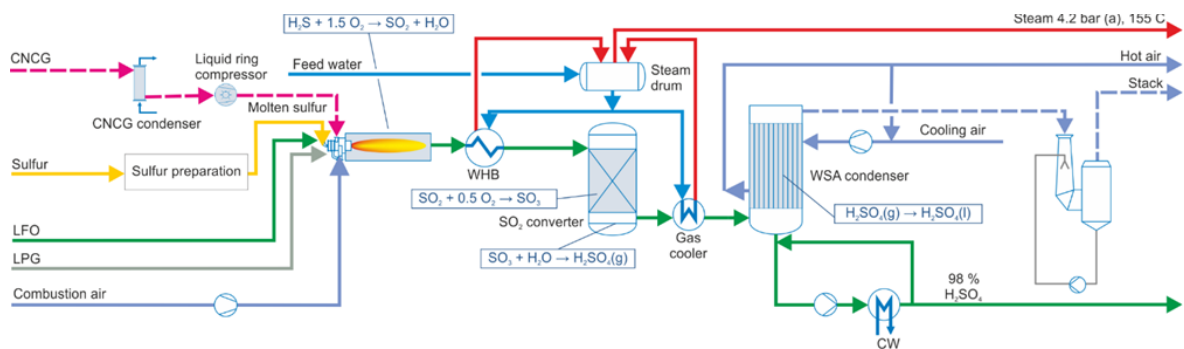 H₂S + 1.5 O₂ → SO₂ + H₂O
Steam 4.2 bar (a), 155 C
CNCG
Liquid ring
compressor
Feed water
Steam
drum
Hot air
Stack
Molten sulfur
CNCG condenser
Cooling air
Sulfur
Sulfur preparation
WHB
WSA condenser
SO₂ + 0.5 O₂ → SO₃
SO₂ converter
H₂SO₄(g) → H₂SO₄(l)
LFO
Gas
cooler
SO₃ + H₂O → H₂SO₄(g)
LPG
Combustion air
98 %
H₂SO₄
CW